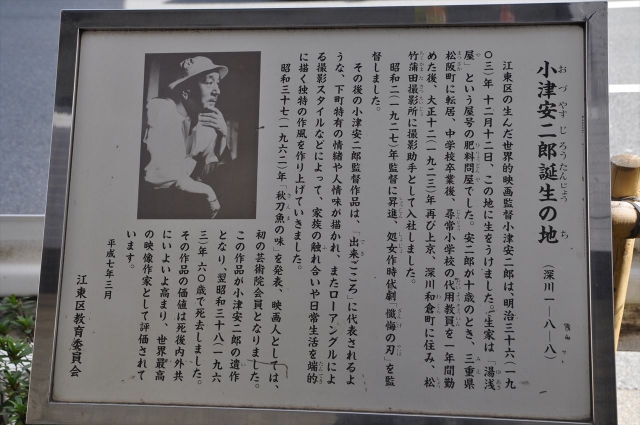 小津安二郎誕生の地
（深川一―八―八）
江東区の生んだ世界的映画監督小津安二郎は、明治三十六（一九
〇三）年十二月十二日、この地に生をうけました。生家は「湯浅
屋」という屋号の肥料問屋でした。安二郎が十歳のとき、三重県
松阪町に転居、中学校卒業後、尋常小学校の代用教員を一年間勤
めた後、大正十二（一九二三）年再び上京、深川和倉町に住み、松
竹蒲田撮影所に撮影助手として入社しました。
昭和二（一九二七）年監督に昇進、処女作時代劇「懺悔の刃」を監
督しました。
その後の小津安二郎監督作品は、「出来ごころ」に代表されるよ
うな、下町特有の情緒や人情味が描かれ、またローアングルによ
る撮影スタイルなどによって、家族の触れ合いや日常生活を端的
に描く独特の作風を作り上げていきました。
昭和三十七（一九六二）年「秋刀魚の味」を発表、映画人としては、
初の芸術院会員となりました。
この作品が小津安二郎の遺作
となり、翌昭和三十八（一九六
三）年六〇歳で死去しました。
その作品の価値は死後内外共
にいよいよ高まり、世界最高
の映像作家として評価されて
います。
平成七年三月
江東区教育委員会